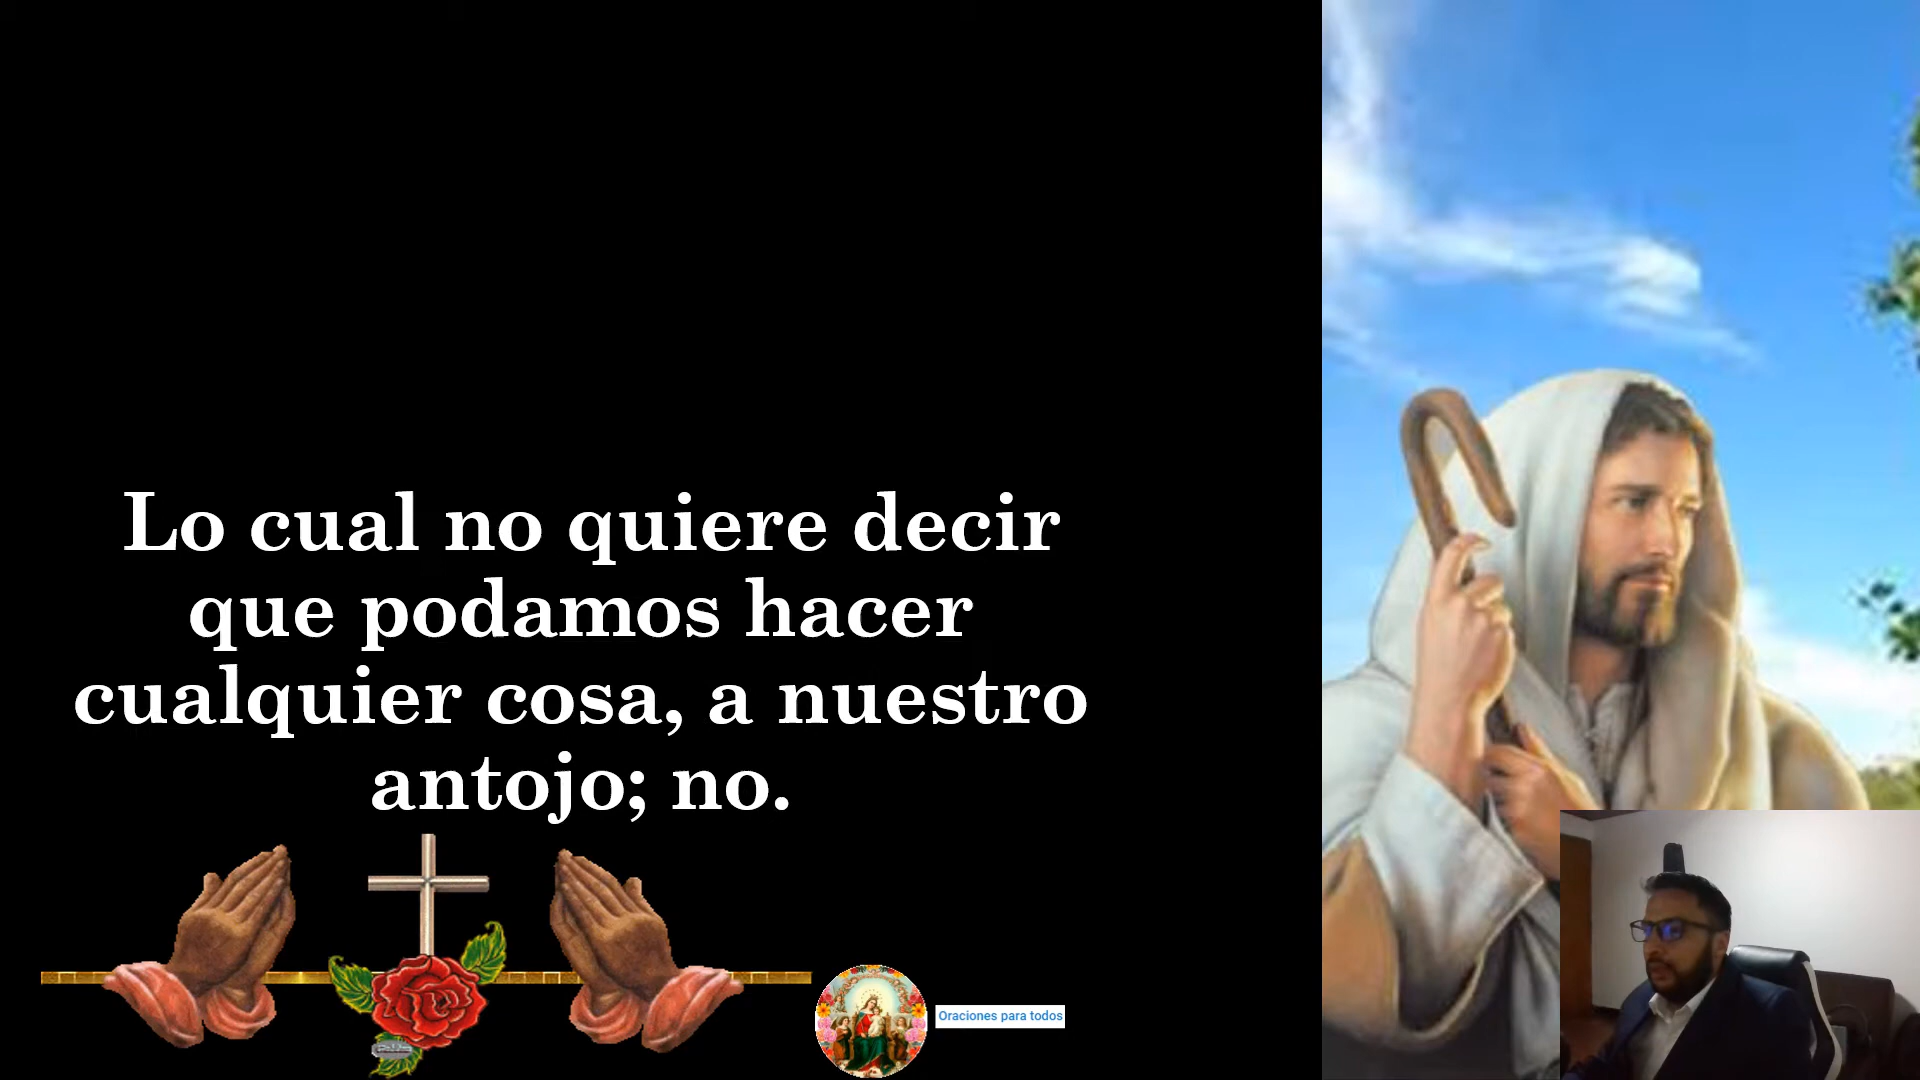 Lo cual no quiere decir
que podamos hacer
cualquier cosa, a nuestro
antojo; no.
Oraciones para todos